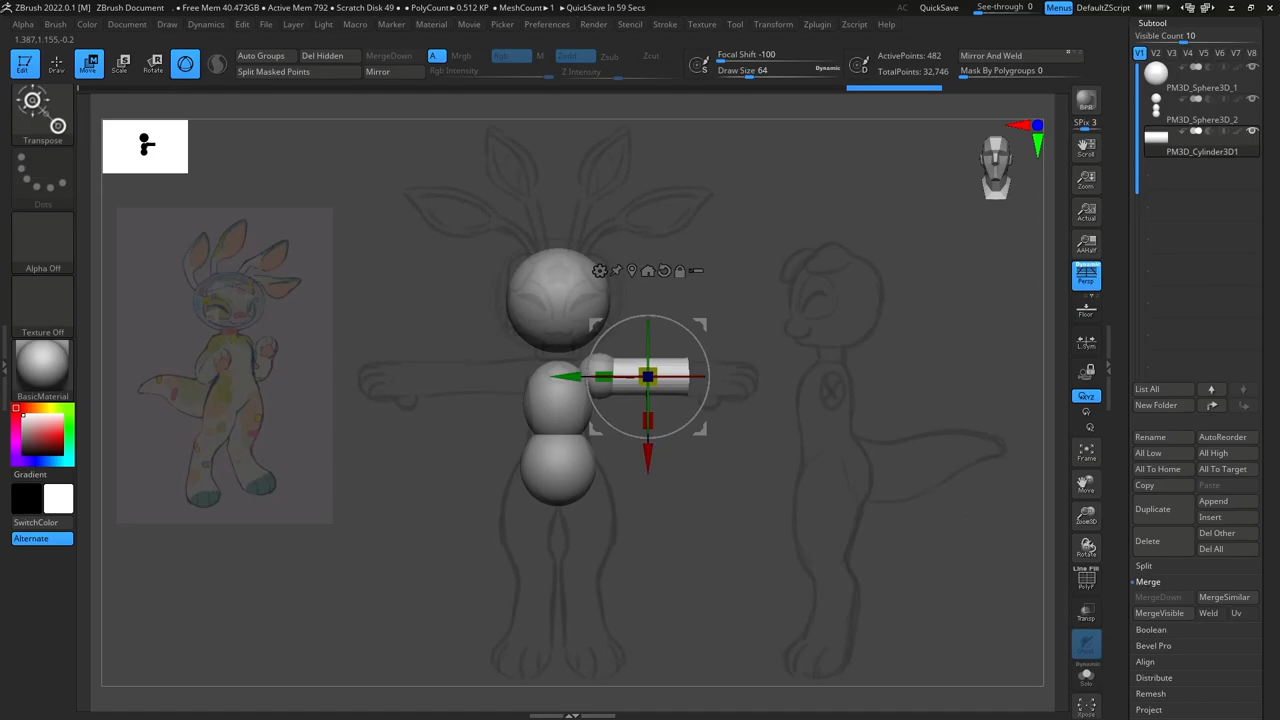 ZBrush 2022.0.1 [M] ZBrush Document . • Free Mem 40.473GB • Active Mem 792 • Scratch Disk 49 • PolyCount▸0.512 KP • MeshCount▸1 • QuickSave In 59 Secs AC QuickSave See-through 0 Menus DefaultZScript
Alpha Brush Color Document Draw Dynamics Edit File Layer Light Macro Marker Material Movie Picker Preferences Render Stencil Stroke Texture Tool Transform Zplugin Zscript Help
1.387,1.155,-0.2
Edit Draw Move Scale Rotate
Auto Groups Del Hidden MergeDown A Mrgb Rgb M Zadd Zsub Zcut
Split Masked Points Mirror Rgb Intensity Z Intensity
Focal Shift -100 ActivePoints: 482 Mirror And Weld
S Draw Size 64 Dynamic D TotalPoints: 32,746 Mask By Polygroups 0
Transpose
Dots
Alpha Off
Texture Off
BasicMaterial
Gradient
SwitchColor
Alternate
BPR
SPix 3
Scroll
Zoom
Actual
AAHalf
Dynamic
Persp
Floor
L.Sym
XYZ
Frame
Move
Zoom3D
Rotate
Line Fill
PolyF
Transp
Dynamic
Solo
Xpose
Subtool
Visible Count 10
V1 V2 V3 V4 V5 V6 V7 V8
PM3D_Sphere3D_1
PM3D_Sphere3D_2
PM3D_Cylinder3D1
List All
New Folder
Rename AutoReorder
All Low All High
All To Home All To Target
Copy Paste
Duplicate Append
Insert
Delete Del Other
Del All
Split
Merge
MergeDown MergeSimilar
MergeVisible Weld Uv
Boolean
Bevel Pro
Align
Distribute
Remesh
Project